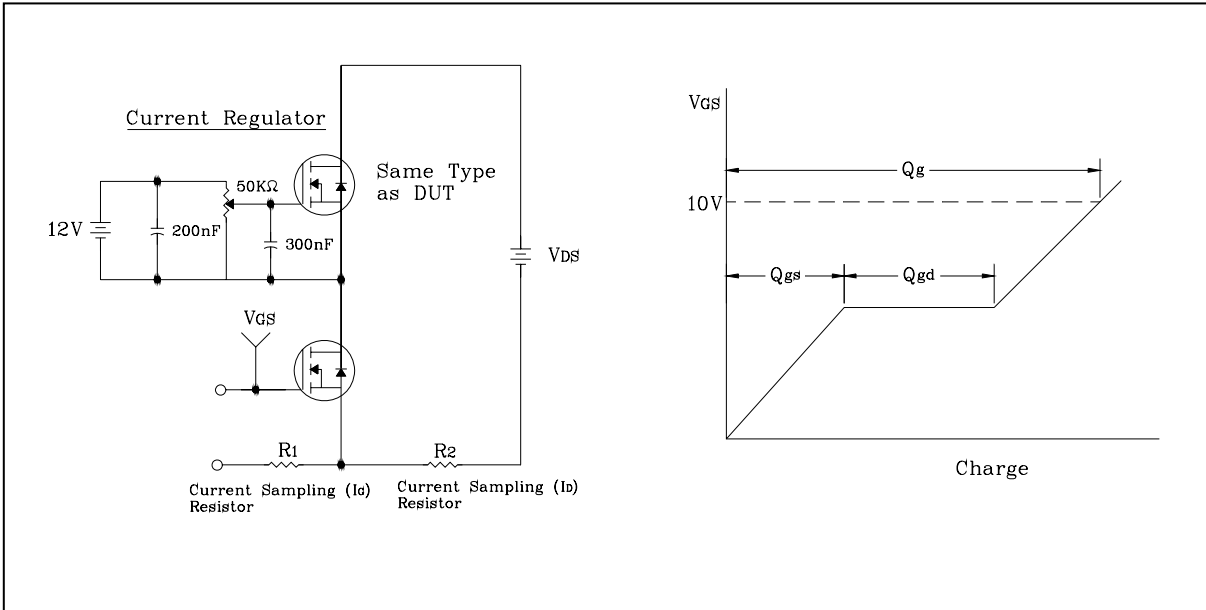 Current Regulator
Same Type
as DUT
50KΩ
12V
200nF
300nF
VDS
VGS
R1
R2
Current Sampling (IG)
Resistor
Current Sampling (ID)
Resistor
VGS
Qg
10V
Qgs
Qgd
Charge